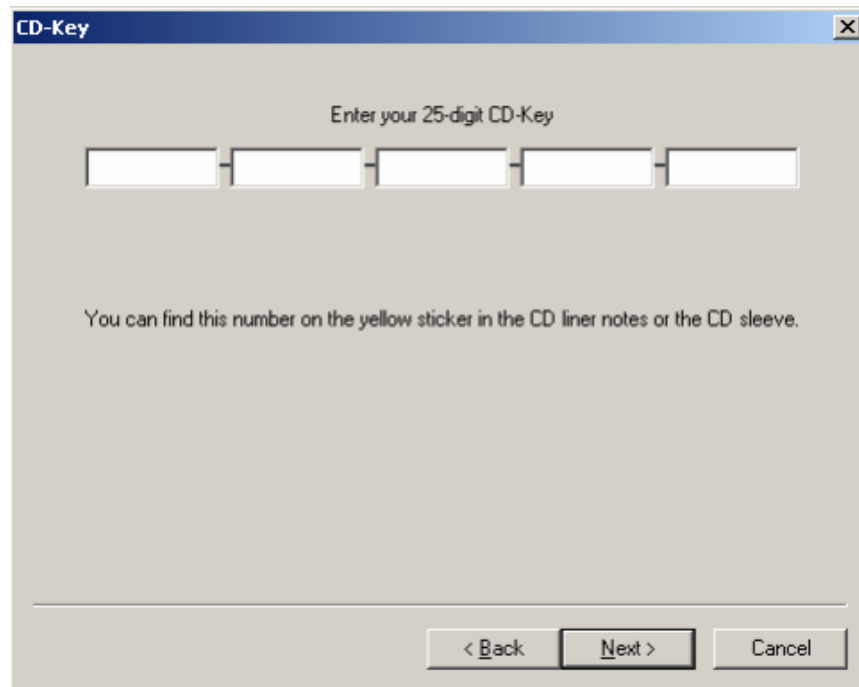 CD-Key
Enter your 25-digit CD-Key
- - - -
You can find this number on the yellow sticker in the CD liner notes or the CD sleeve.
< Back Next > Cancel